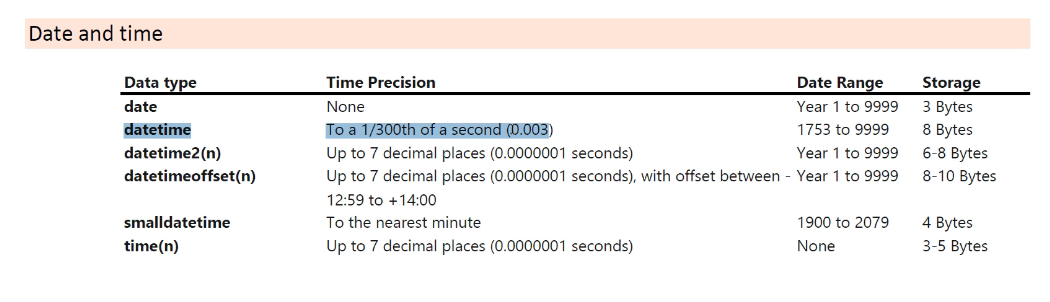 Date and time
Data type Time Precision Date Range Storage
date None Year 1 to 9999 3 Bytes
datetime To a 1/300th of a second (0.003) 1753 to 9999 8 Bytes
datetime2(n) Up to 7 decimal places (0.0000001 seconds) Year 1 to 9999 6-8 Bytes
datetimeoffset(n) Up to 7 decimal places (0.0000001 seconds), with offset between - Year 1 to 9999 8-10 Bytes
12:59 to +14:00
smalldatetime To the nearest minute 1900 to 2079 4 Bytes
time(n) Up to 7 decimal places (0.0000001 seconds) None 3-5 Bytes